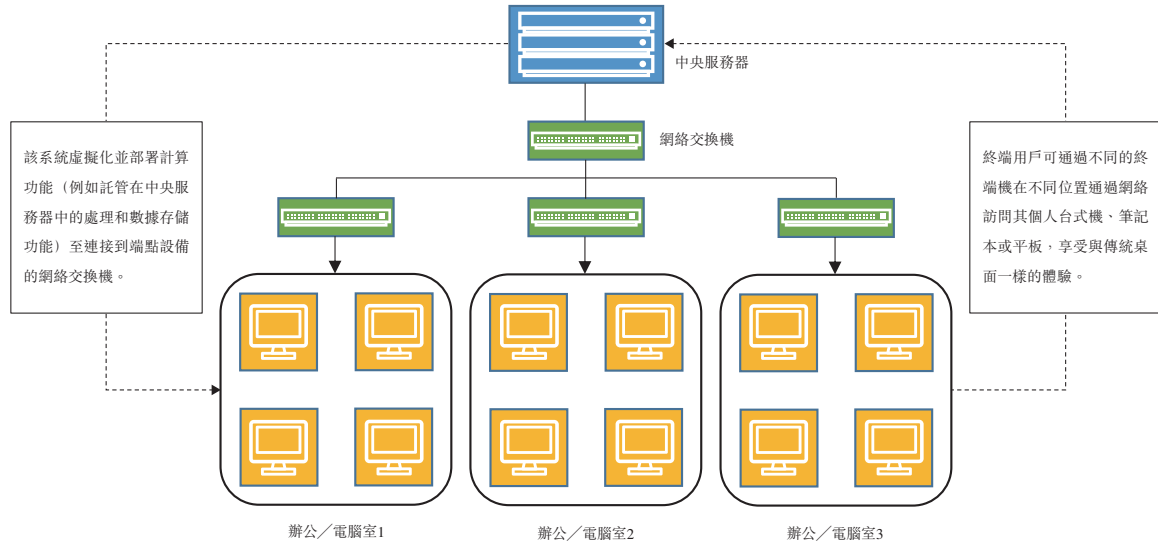 中央服務器
網絡交換機
該系統虛擬化並部署計算
功能（例如託管在中央服
務器中的處理和數據存儲
功能）至連接到端點設備
的網絡交換機。
終端用戶可通過不同的終
端機在不同位置通過網絡
訪問其個人台式機、筆記
本或平板，享受與傳統桌
面一樣的體驗。
辦公／電腦室1
辦公／電腦室2
辦公／電腦室3